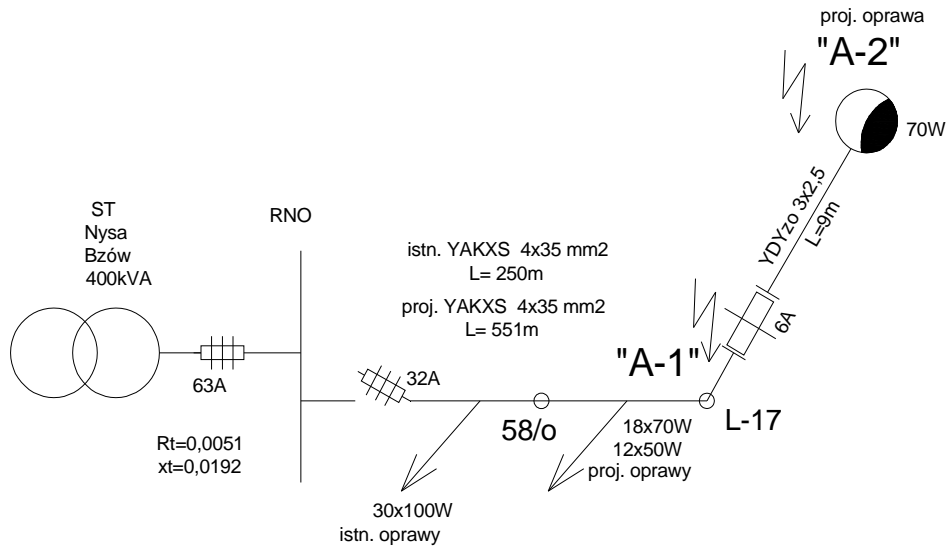 proj. oprawa
"A-2"
70W
YDYzo 3x2,5
L=9m
6A
ST
Nysa
Bzów
400kVA
RNO
istn. YAKXS 4x35 mm2
L= 250m
proj. YAKXS 4x35 mm2
L= 551m
63A
32A
"A-1"
58/o
L-17
18x70W
12x50W
proj. oprawy
Rt=0,0051
xt=0,0192
30x100W
istn. oprawy